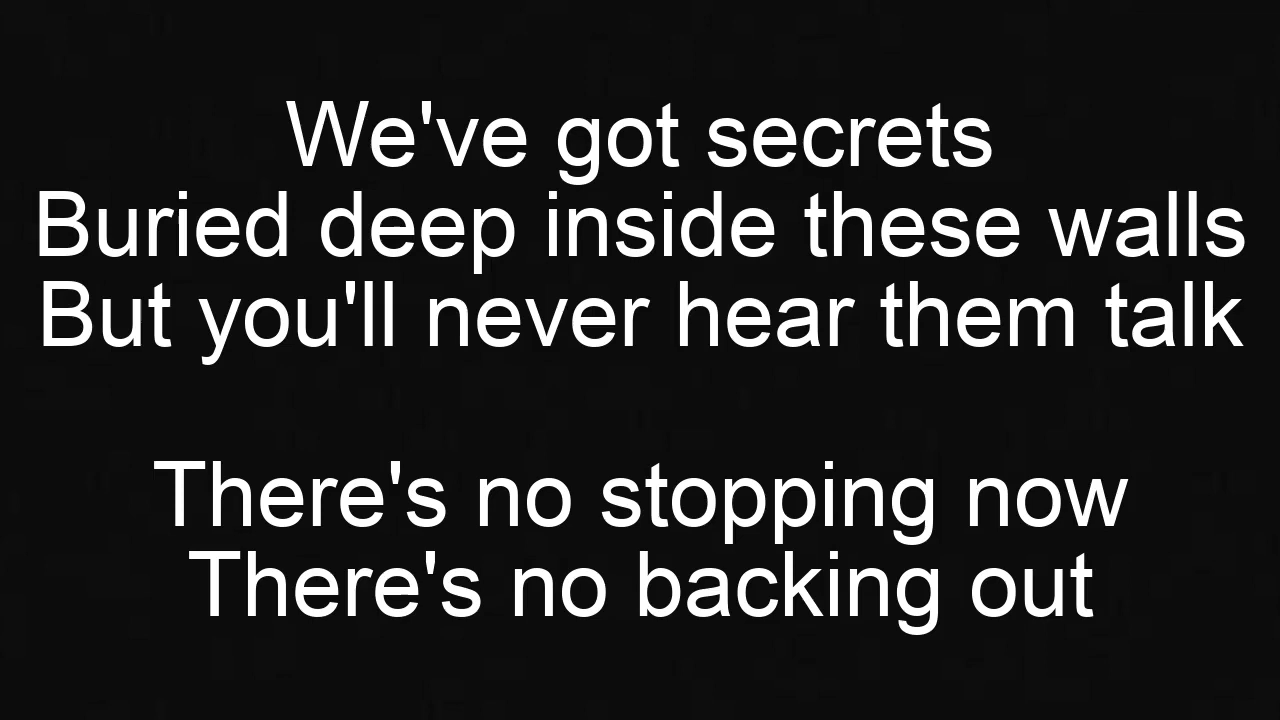 We've got secrets
Buried deep inside these walls
But you'll never hear them talk
There's no stopping now
There's no backing out